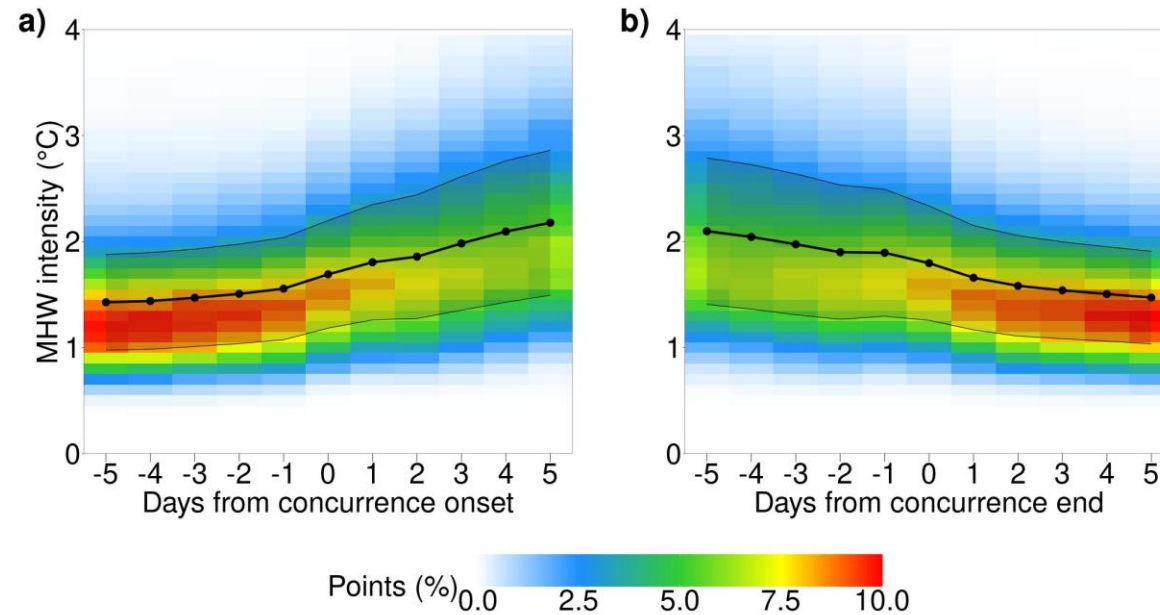 a)
MHW intensity (°C)
4
3
2
1
0
-5 -4 -3 -2 -1 0 1 2 3 4 5
Days from concurrence onset
b)
4
3
2
1
0
-5 -4 -3 -2 -1 0 1 2 3 4 5
Days from concurrence end
Points (%)
0.0 2.5 5.0 7.5 10.0